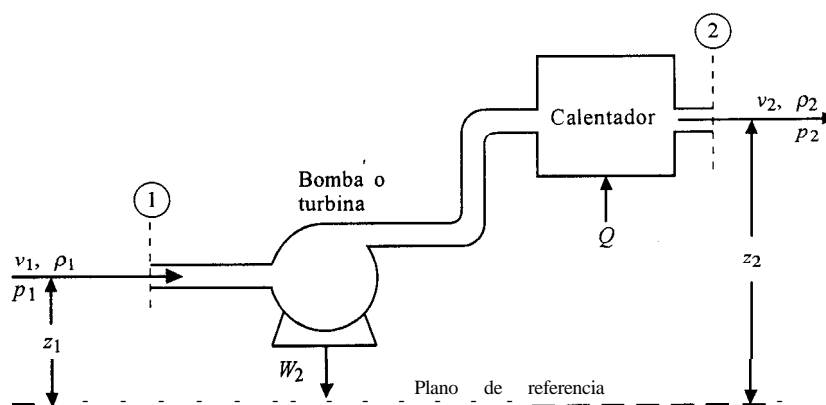 2
v₂, ρ₂
p₂
Calentador
Bomba o
turbina
1
v₁, ρ₁
p₁
Q
z₂
z₁
W₂
Plano de referencia